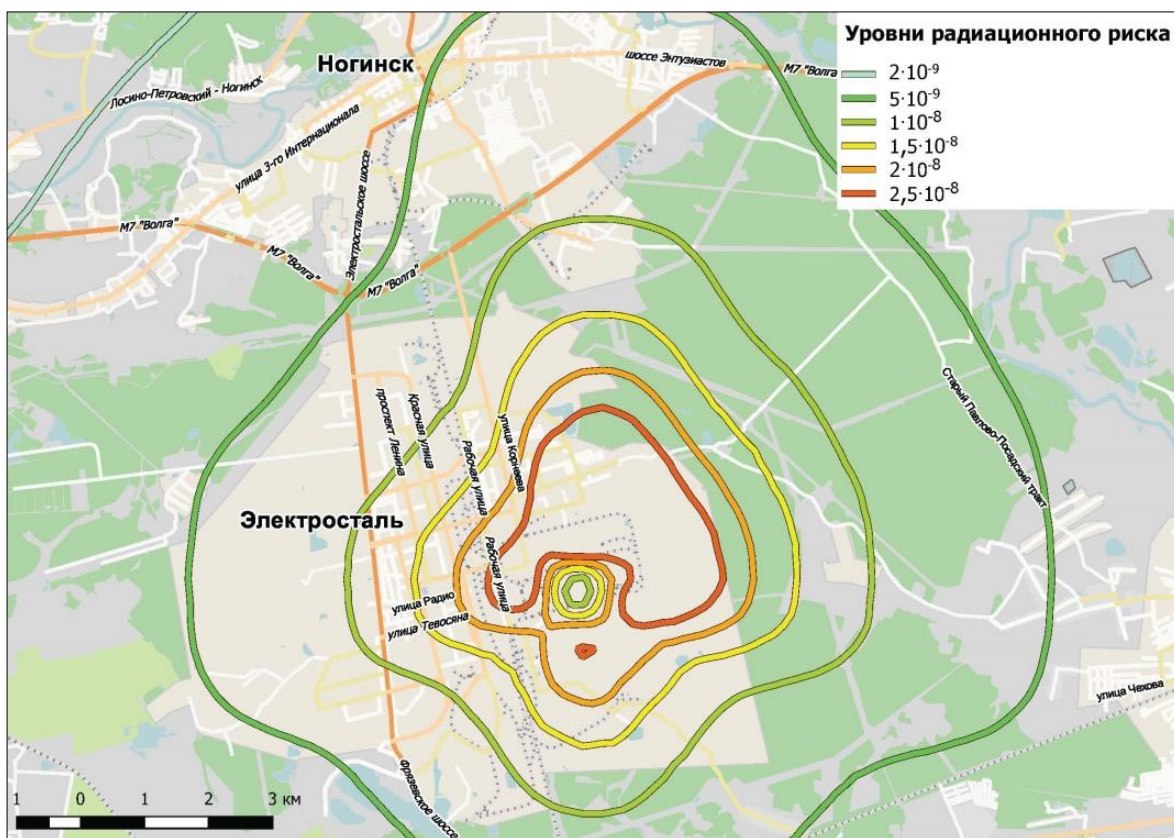 Уровни радиационного риска
2·10⁻⁹
5·10⁻⁹
1·10⁻⁸
1,5·10⁻⁸
2·10⁻⁸
2,5·10⁻⁸
Ногинск
шоссе Энтузиастов
М7 "Волга
Лосино-Петровский - Ногинск
улица 3-го Интернационала
Электростальское шоссе
М7 "Волга"
М7 "Волга"
М7 "Волга"
Старый Павлово-Посадский тракт
проспект Ленина
Красная улица
Рабочая улица
улица Корнеева
Электросталь
Рабочая улица
улица Радио
улица Тевосяна
улица Чехова
Фрязевское шоссе
1 0 1 2 3 км